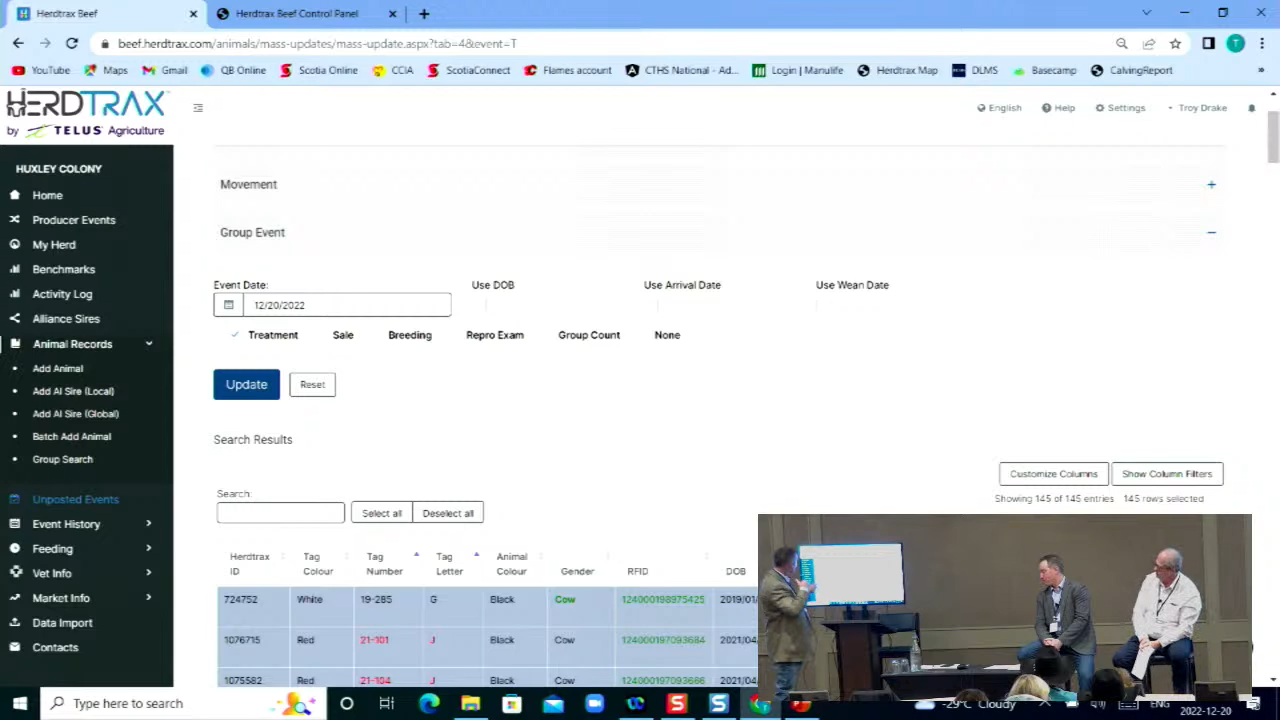 Herdtrax Beef
Herdtrax Beef Control Panel
beef.herdtrax.com/animals/mass-updates/mass-update.aspx?tab=4&event=T
YouTube Maps Gmail QB Online Scotia Online CCIA ScotiaConnect Flames account CTHS National - Ad... Login | Manulife Herdtrax Map DLMS Basecamp CalvingReport
HERDTRAX
by TELUS Agriculture
English Help Settings Troy Drake
HUXLEY COLONY
Home
Producer Events
My Herd
Benchmarks
Activity Log
Alliance Sires
Animal Records
Add Animal
Add AI Sire (Local)
Add AI Sire (Global)
Batch Add Animal
Group Search
Unposted Events
Event History
Feeding
Vet Info
Market Info
Data Import
Contacts
Movement
Group Event
Event Date: Use DOB Use Arrival Date Use Wean Date
12/20/2022
Treatment Sale Breeding Repro Exam Group Count None
Update Reset
Search Results
Customize Columns Show Column Filters
Showing 145 of 145 entries 145 rows selected
Search:
Select all Deselect all
Herdtrax ID Tag Colour Tag Number Tag Letter Animal Colour Gender RFID DOB
724752 White 19-285 G Black Cow 124000198975425 2019/01/
1076715 Red 21-101 J Black Cow 124000197093684 2021/04/
1075582 Red 21-104 J Black Cow 124000197093666 2021/04
Type here to search
-29° Cloudy ENG
2022-12-20